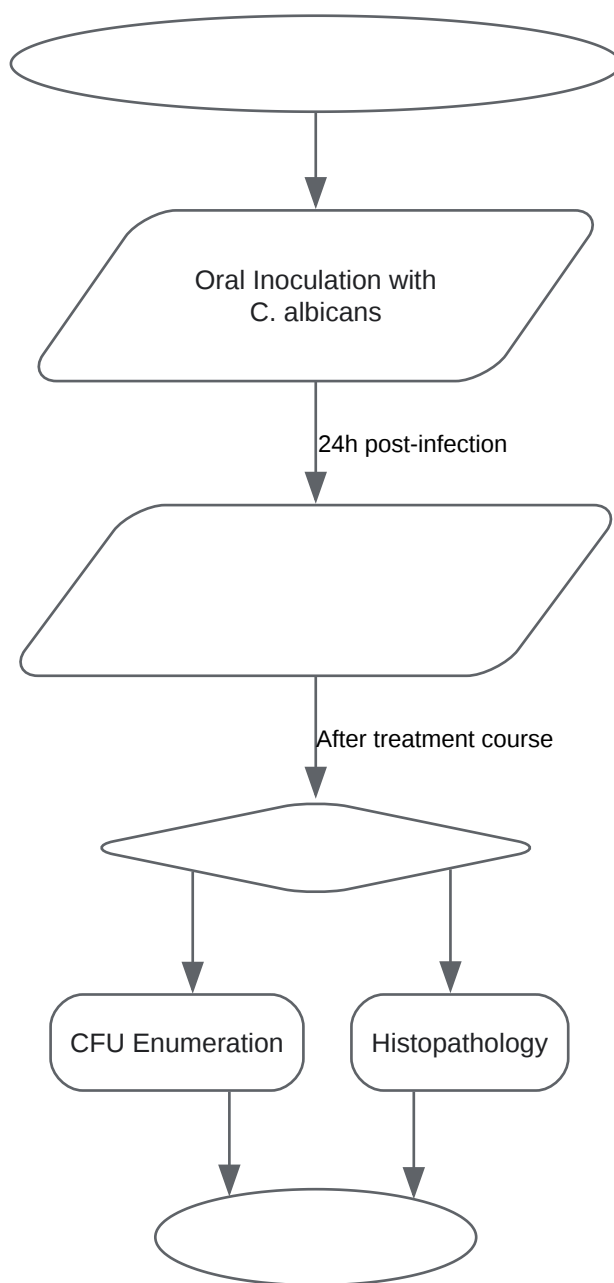 Oral Inoculation with
C. albicans
24h post-infection
After treatment course
CFU Enumeration
Histopathology